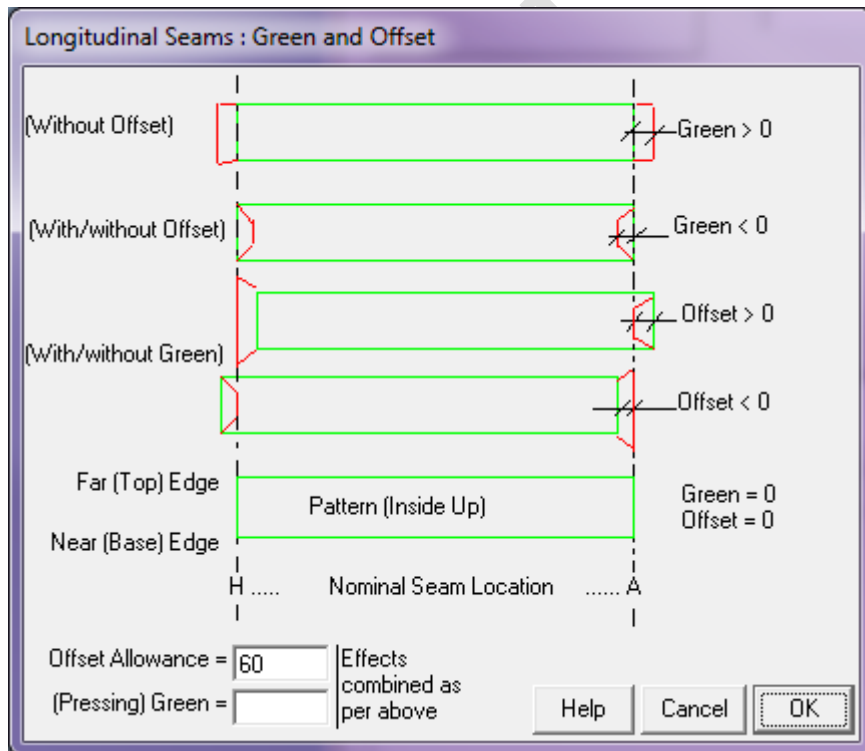 Longitudinal Seams : Green and Offset
(Without Offset)
Green > 0
(With/without Offset)
Green < 0
Offset > 0
(With/without Green)
Offset < 0
Far (Top) Edge
Pattern (Inside Up)
Green = 0
Offset = 0
Near (Base) Edge
H ..... Nominal Seam Location ...... A
Offset Allowance = 60
(Pressing) Green =
Effects
combined as
per above
Help
Cancel
OK